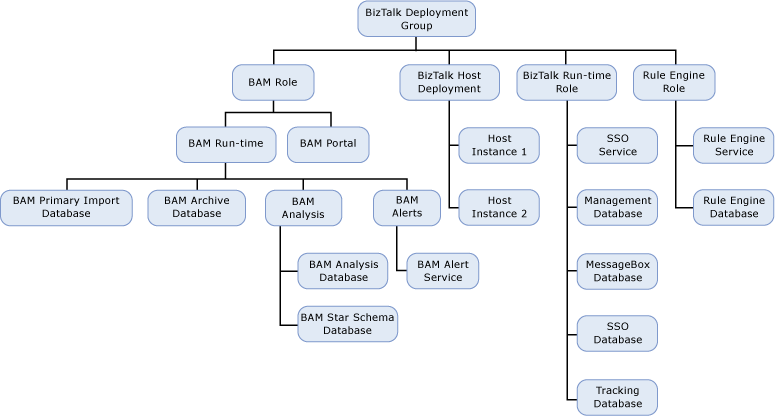 BizTalk Deployment
Group
BAM Role
BizTalk Host
Deployment
BizTalk Run-time
Role
Rule Engine
Role
BAM Run-time
BAM Portal
Host
Instance 1
SSO
Service
Rule Engine
Service
BAM Primary Import
Database
BAM Archive
Database
BAM
Analysis
BAM
Alerts
Host
Instance 2
Management
Database
Rule Engine
Database
BAM Analysis
Database
BAM Alert
Service
MessageBox
Database
BAM Star Schema
Database
SSO
Database
Tracking
Database